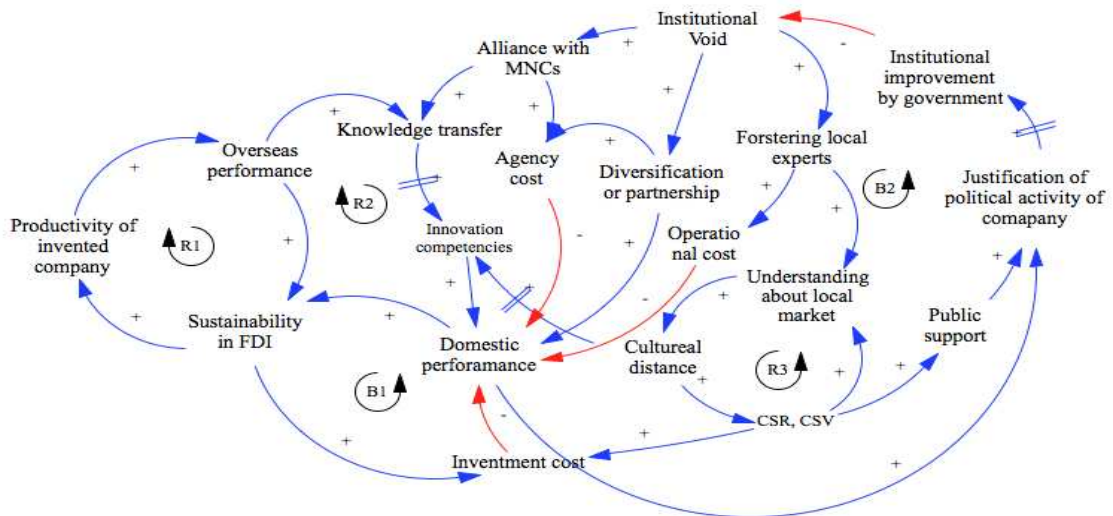 Institutional
Void
+
-
Alliance with
MNCs
+
Institutional
improvement
by government
+
+
+
+
Knowledge transfer
+
+
Forstering local
experts
+
Overseas
performance
+
Agency
cost
Diversification
or partnership
B2
Justification of
political activity of
comapany
R2
+
+
+
Productivity of
invented
company
R1
Innovation
competencies
+
-
+
Operatio
nal cost
+
+
+
-
Understanding
about local
market
Public
support
+
Sustainability
in FDI
+
Domestic
perforamance
Cultureal
distance
R3
+
+
B1
+
-
CSR, CSV
+
+
Inventment cost
+